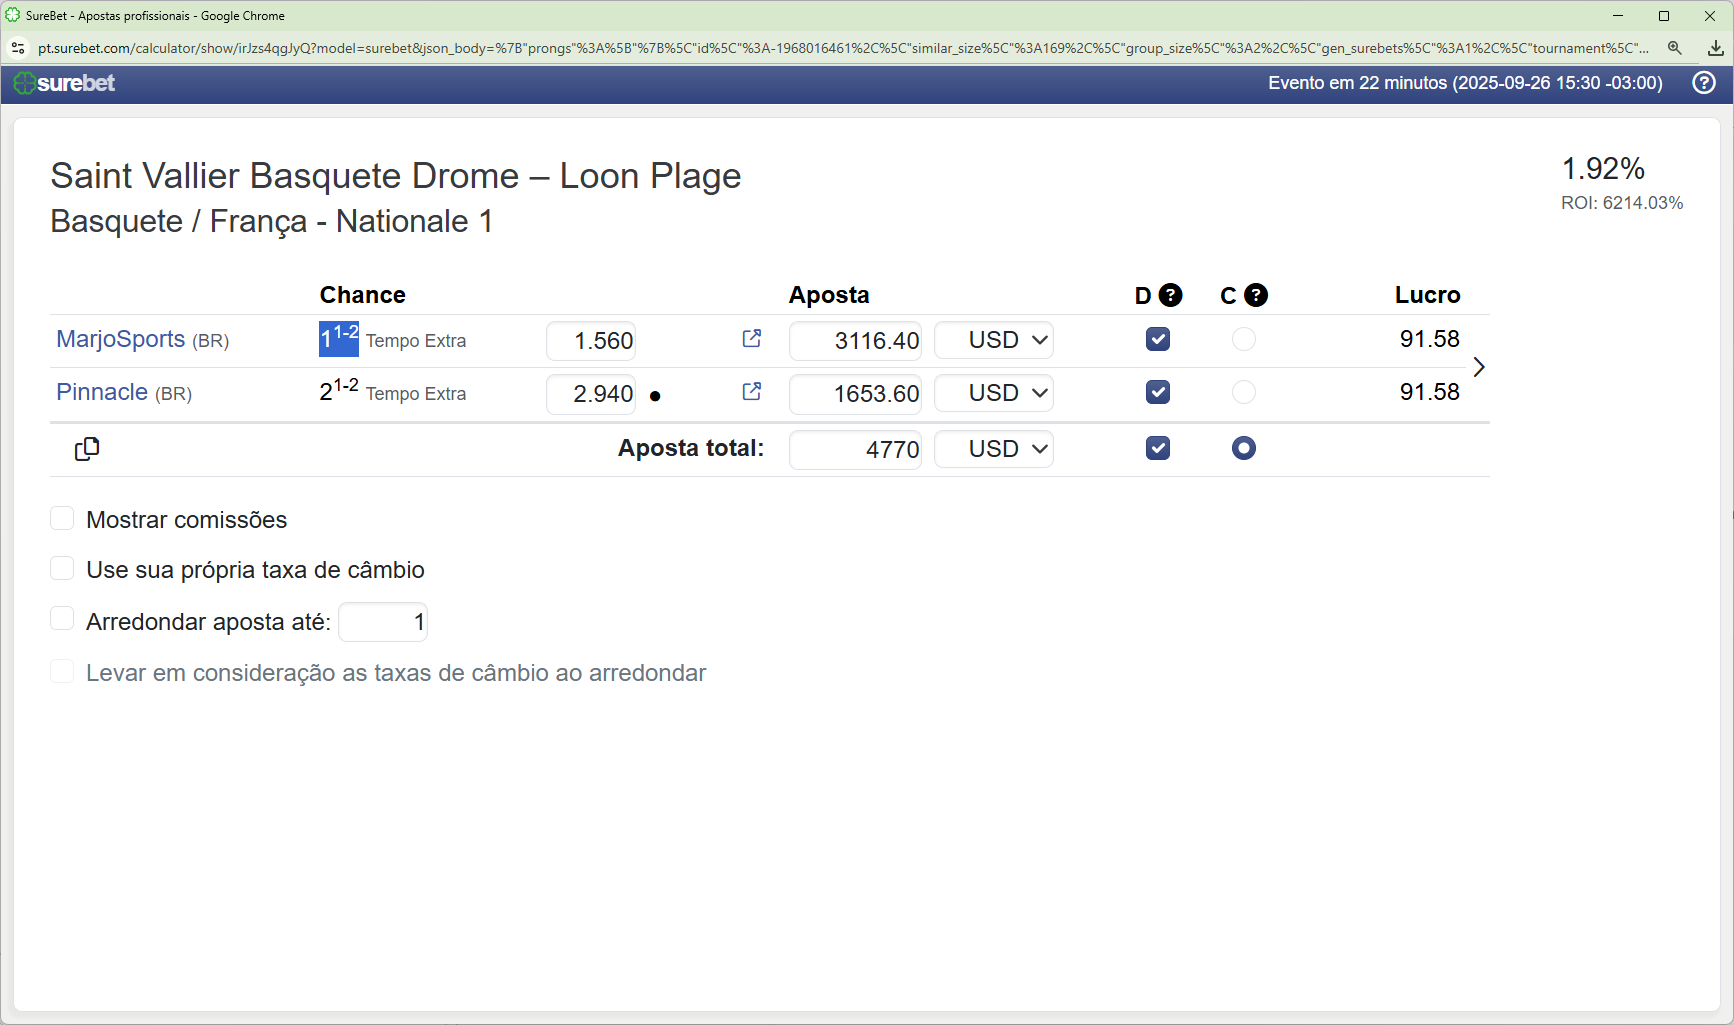 SureBet - Apostas profissionais - Google Chrome
pt.surebet.com/calculator/show/irJzs4qgJyQ?model=surebet&json_body=%7B"prongs"%3A%5B"%7B%5C"id%5C"%3A-1968016461%2C%5C"similar_size%5C"%3A169%2C%5C"group_size%5C"%3A2%2C%5C"gen_surebets%5C"%3A1%2C%5C"tournament%5C"...
surebet
Evento em 22 minutos (2025-09-26 15:30 -03:00)
Saint Vallier Basquete Drome – Loon Plage
Basquete / França - Nationale 1
1.92%
ROI: 6214.03%
Chance Aposta D C Lucro
MarjoSports (BR) 1 1-2 Tempo Extra 1.560 3116.40 USD 91.58
Pinnacle (BR) 2 1-2 Tempo Extra 2.940 ● 1653.60 USD 91.58
Aposta total: 4770 USD
Mostrar comissões
Use sua própria taxa de câmbio
Arredondar aposta até: 1
Levar em consideração as taxas de câmbio ao arredondar